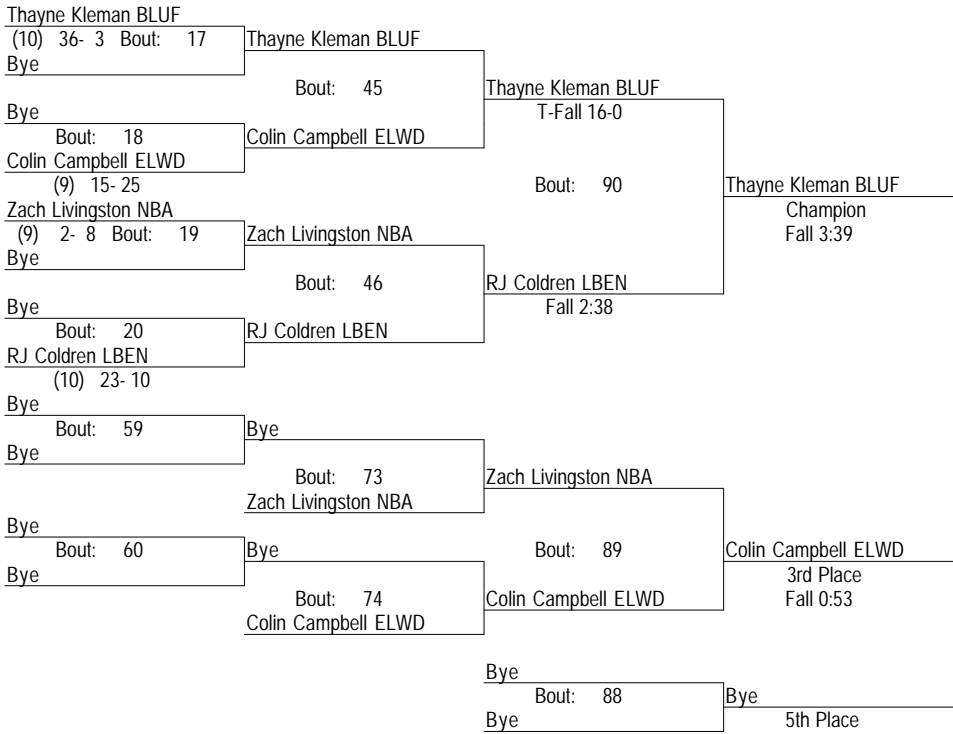 Thayne Kleman BLUF
(10) 36- 3 Bout: 17 Thayne Kleman BLUF
Bye
Bout: 45 Thayne Kleman BLUF
Bye T-Fall 16-0
Bout: 18 Colin Campbell ELWD
Colin Campbell ELWD
(9) 15- 25 Bout: 90 Thayne Kleman BLUF
Zach Livingston NBA Champion
(9) 2- 8 Bout: 19 Zach Livingston NBA Fall 3:39
Bye
Bout: 46 RJ Coldren LBEN
Bye Fall 2:38
Bout: 20 RJ Coldren LBEN
RJ Coldren LBEN
(10) 23- 10
Bye
Bout: 59 Bye
Bye
Bout: 73 Zach Livingston NBA
Zach Livingston NBA
Bye
Bout: 60 Bye Bout: 89 Colin Campbell ELWD
Bye 3rd Place
Bout: 74 Colin Campbell ELWD Fall 0:53
Colin Campbell ELWD
Bye
Bout: 88 Bye
Bye 5th Place